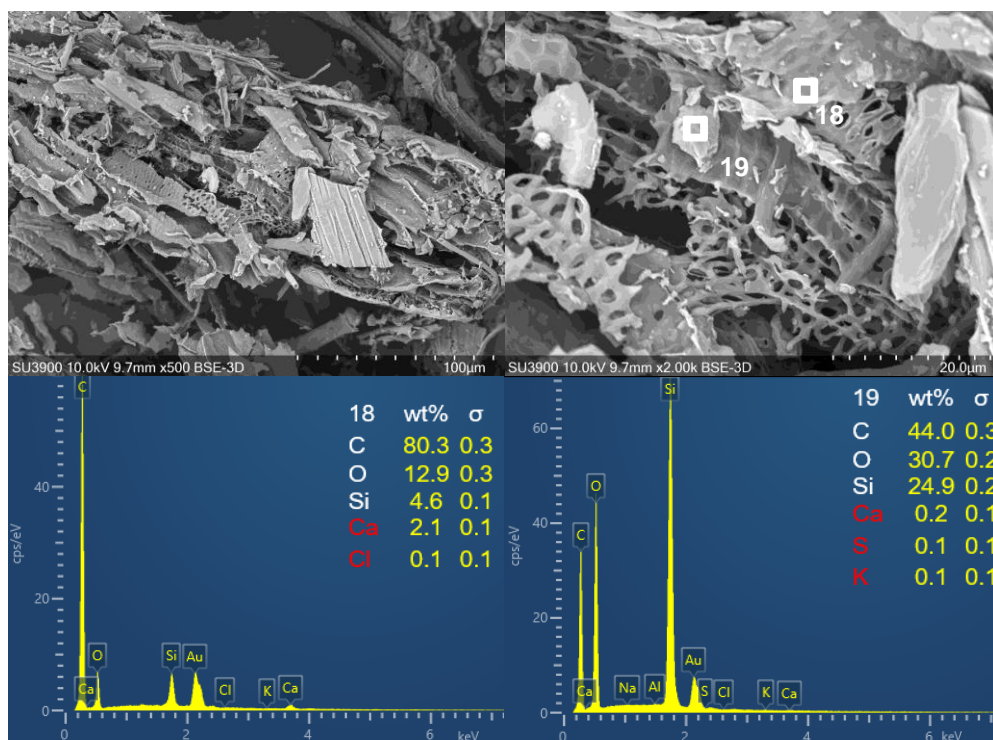 18
19
SU3900 10.0kV 9.7mm x500 BSE-3D 100µm
SU3900 10.0kV 9.7mm x2.00k BSE-3D 20.0µm
18 wt% σ
C 80.3 0.3
O 12.9 0.3
Si 4.6 0.1
Ca 2.1 0.1
Cl 0.1 0.1
cps/eV
40
20
0
C
Ca
O
Si
Au
Cl
K
Ca
0 2 4 6 keV
19 wt% σ
C 44.0 0.3
O 30.7 0.2
Si 24.9 0.2
Ca 0.2 0.1
S 0.1 0.1
K 0.1 0.1
cps/eV
60
40
20
0
Ca
C
O
Na
Al
Si
Au
S
Cl
K
Ca
0 2 4 6 keV